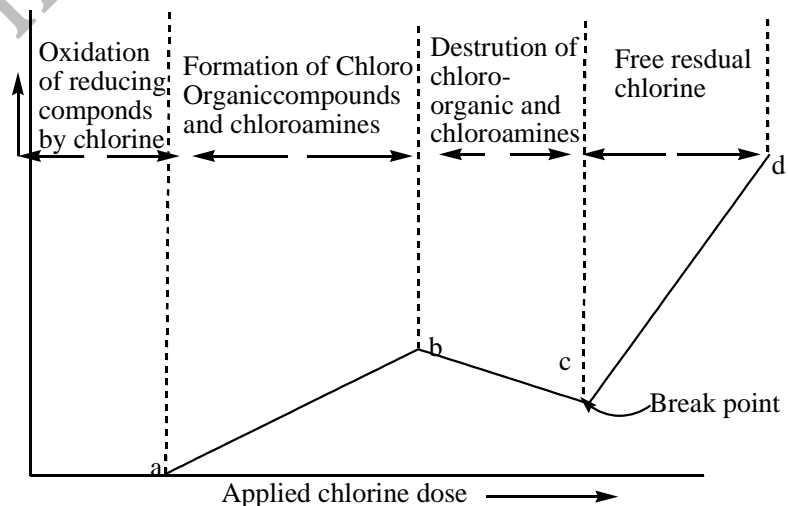 Oxidation
of reducing
componds
by chlorine
Formation of Chloro
Organiccompounds
and chloroamines
Destrution of
chloro-
organic and
chloroamines
Free resdual
chlorine
d
b
c
Break point
a
Applied chlorine dose